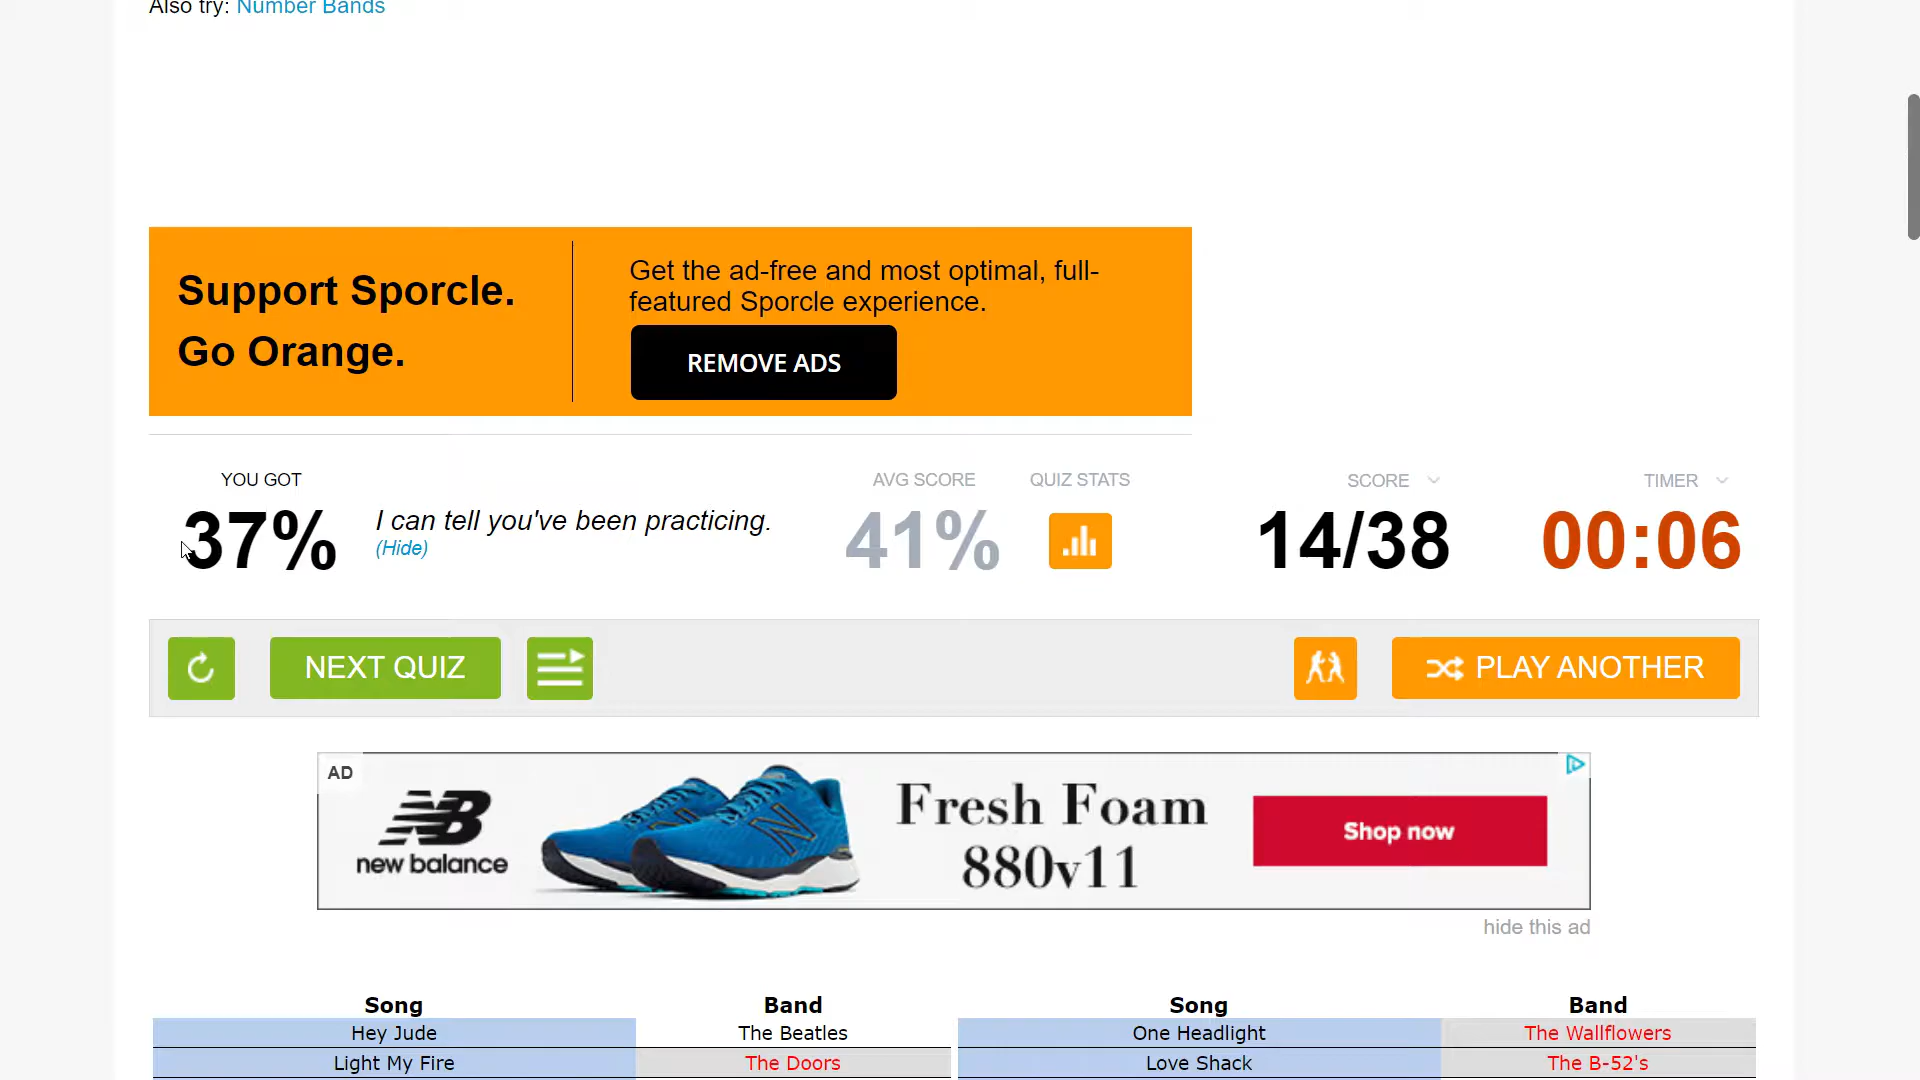 Also try: Number Bands
Support Sporcle.
Go Orange.
Get the ad-free and most optimal, full-
featured Sporcle experience.
REMOVE ADS
YOU GOT
37%
I can tell you've been practicing.
(Hide)
AVG SCORE
41%
QUIZ STATS
SCORE
14/38
TIMER
00:06
NEXT QUIZ
PLAY ANOTHER
AD
NB
new balance
Fresh Foam
880v11
Shop now
hide this ad
Song Band Song Band
Hey Jude The Beatles One Headlight The Wallflowers
Light My Fire The Doors Love Shack The B-52's